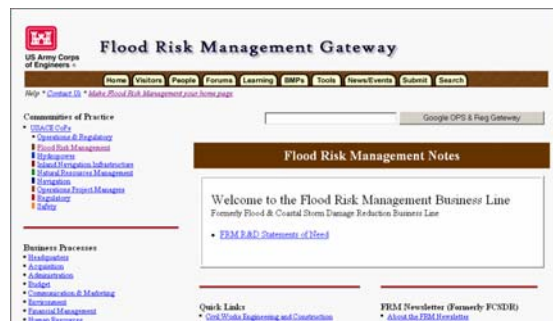 US Army Corps
of Engineers
Flood Risk Management Gateway
Home Visitors People Forums Learning BMPs Tools News/Events Submit Search
Help * Contact Us * Make Flood Risk Management your home page
Communities of Practice
USACE CoPs
Operations & Regulatory
Flood Risk Management
Hydropower
Inland Navigation Infrastructure
Natural Resources Management
Navigation
Operations Project Managers
Regulatory
Safety
Business Processes
Headquarters
Acquisition
Administration
Budget
Communication & Marketing
Environment
Financial Management
Human Resources
Google OPS & Reg Gateway
Flood Risk Management Notes
Welcome to the Flood Risk Management Business Line
Formerly Flood & Coastal Storm Damage Reduction Business Line
FRM R&D Statements of Need
Quick Links
Civil Works Engineering and Construction
FRM Newsletter (Formerly FCSDR)
About the FRM Newsletter